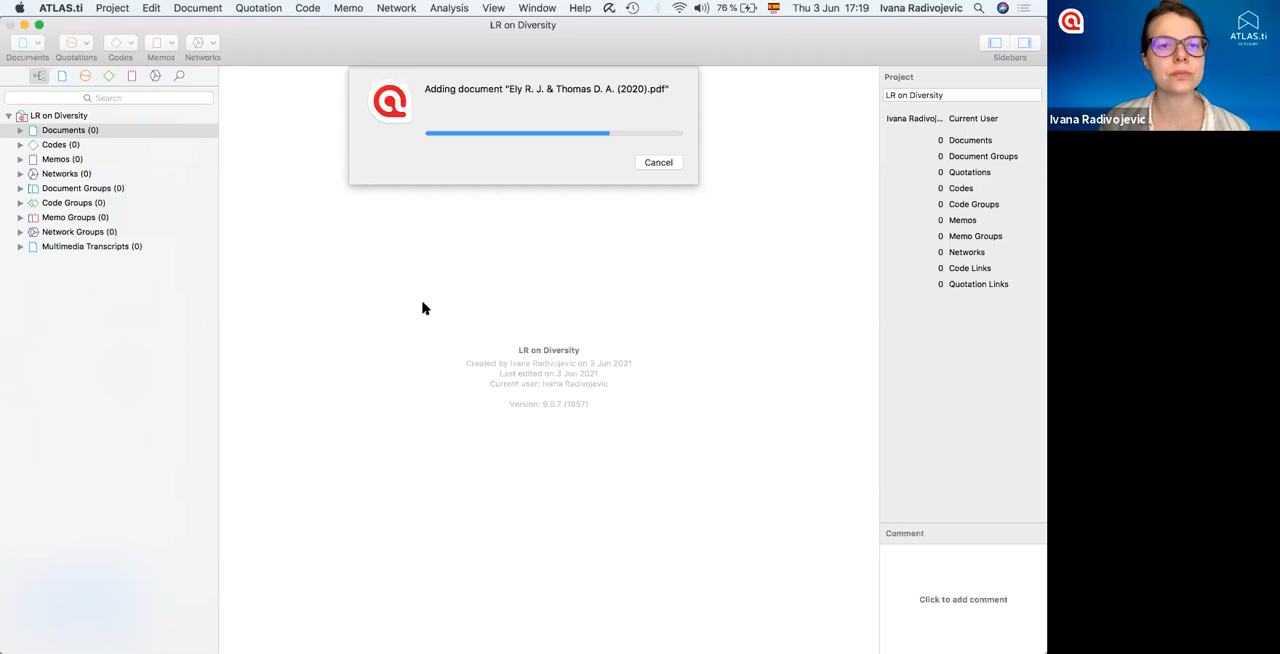 ATLAS.ti Project Edit Document Quotation Code Memo Network Analysis View Window Help 76 % Thu 3 Jun 17:19 Ivana Radivojevic
LR on Diversity
Documents Quotations Codes Memos Networks
Sidebars
Search
LR on Diversity
Documents (0)
Codes (0)
Memos (0)
Networks (0)
Document Groups (0)
Code Groups (0)
Memo Groups (0)
Network Groups (0)
Multimedia Transcripts (0)
Adding document "Ely R. J. & Thomas D. A. (2020).pdf"
Cancel
LR on Diversity
Created by Ivana Radivojevic on 3 Jun 2021
Last edited on 3 Jun 2021
Current user: Ivana Radivojevic
Version: 9.0.7 (1857)
Project
LR on Diversity
Ivana Radivoj... Current User
0 Documents
0 Document Groups
0 Quotations
0 Codes
0 Code Groups
0 Memos
0 Memo Groups
0 Networks
0 Code Links
0 Quotation Links
Comment
Click to add comment
ATLAS.ti
ACADEMY
Ivana Radivojevic